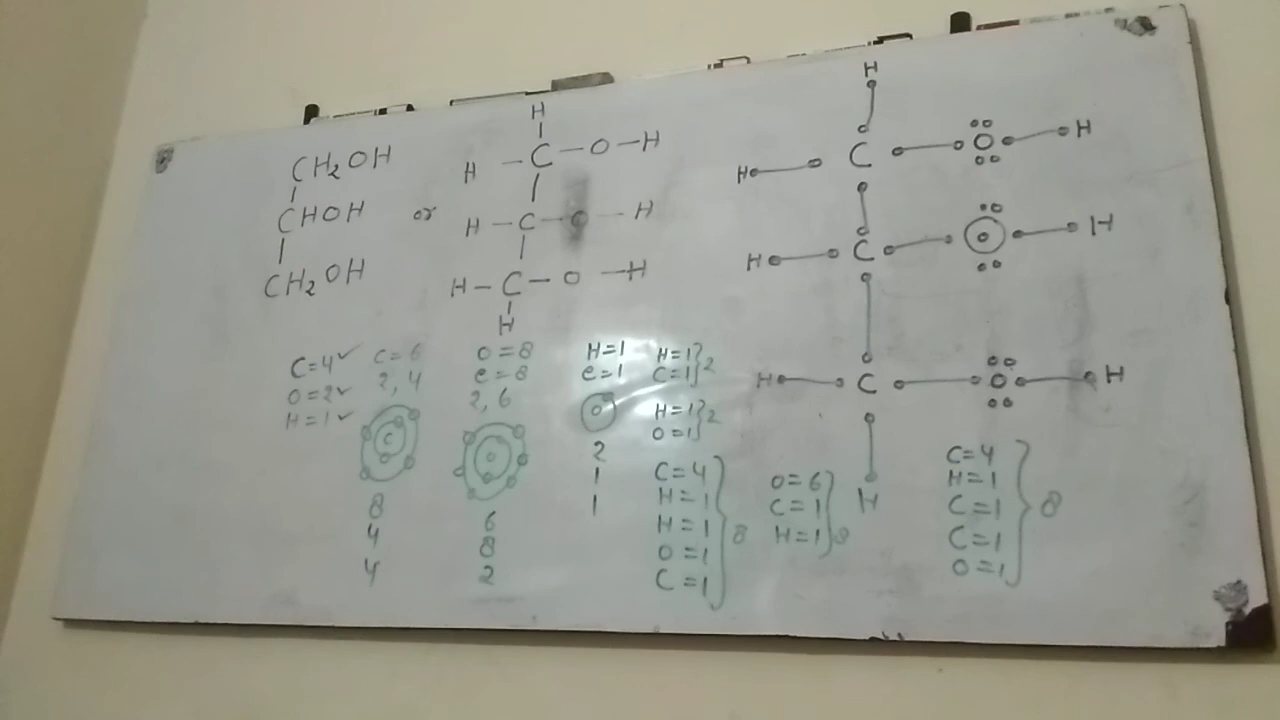 CH2OH
CHOH
CH2OH
or
H
H – C – O – H
H – C – O – H
H – C – O – H
H
C=4✓
O=2✓
H=1✓
C=6
2, 4
C
8
4
4
O=8
e=8
2, 6
6
8
2
H=1
e=1
2
1
1
H=1
C=1
}2
H=1
O=1
}2
C=4
H=1
H=1
O=1
C=1
}8
H
H C O H
H C O H
H C O H
H
O=6
C=1
H=1
}8
C=4
H=1
C=1
C=1
O=1
}8